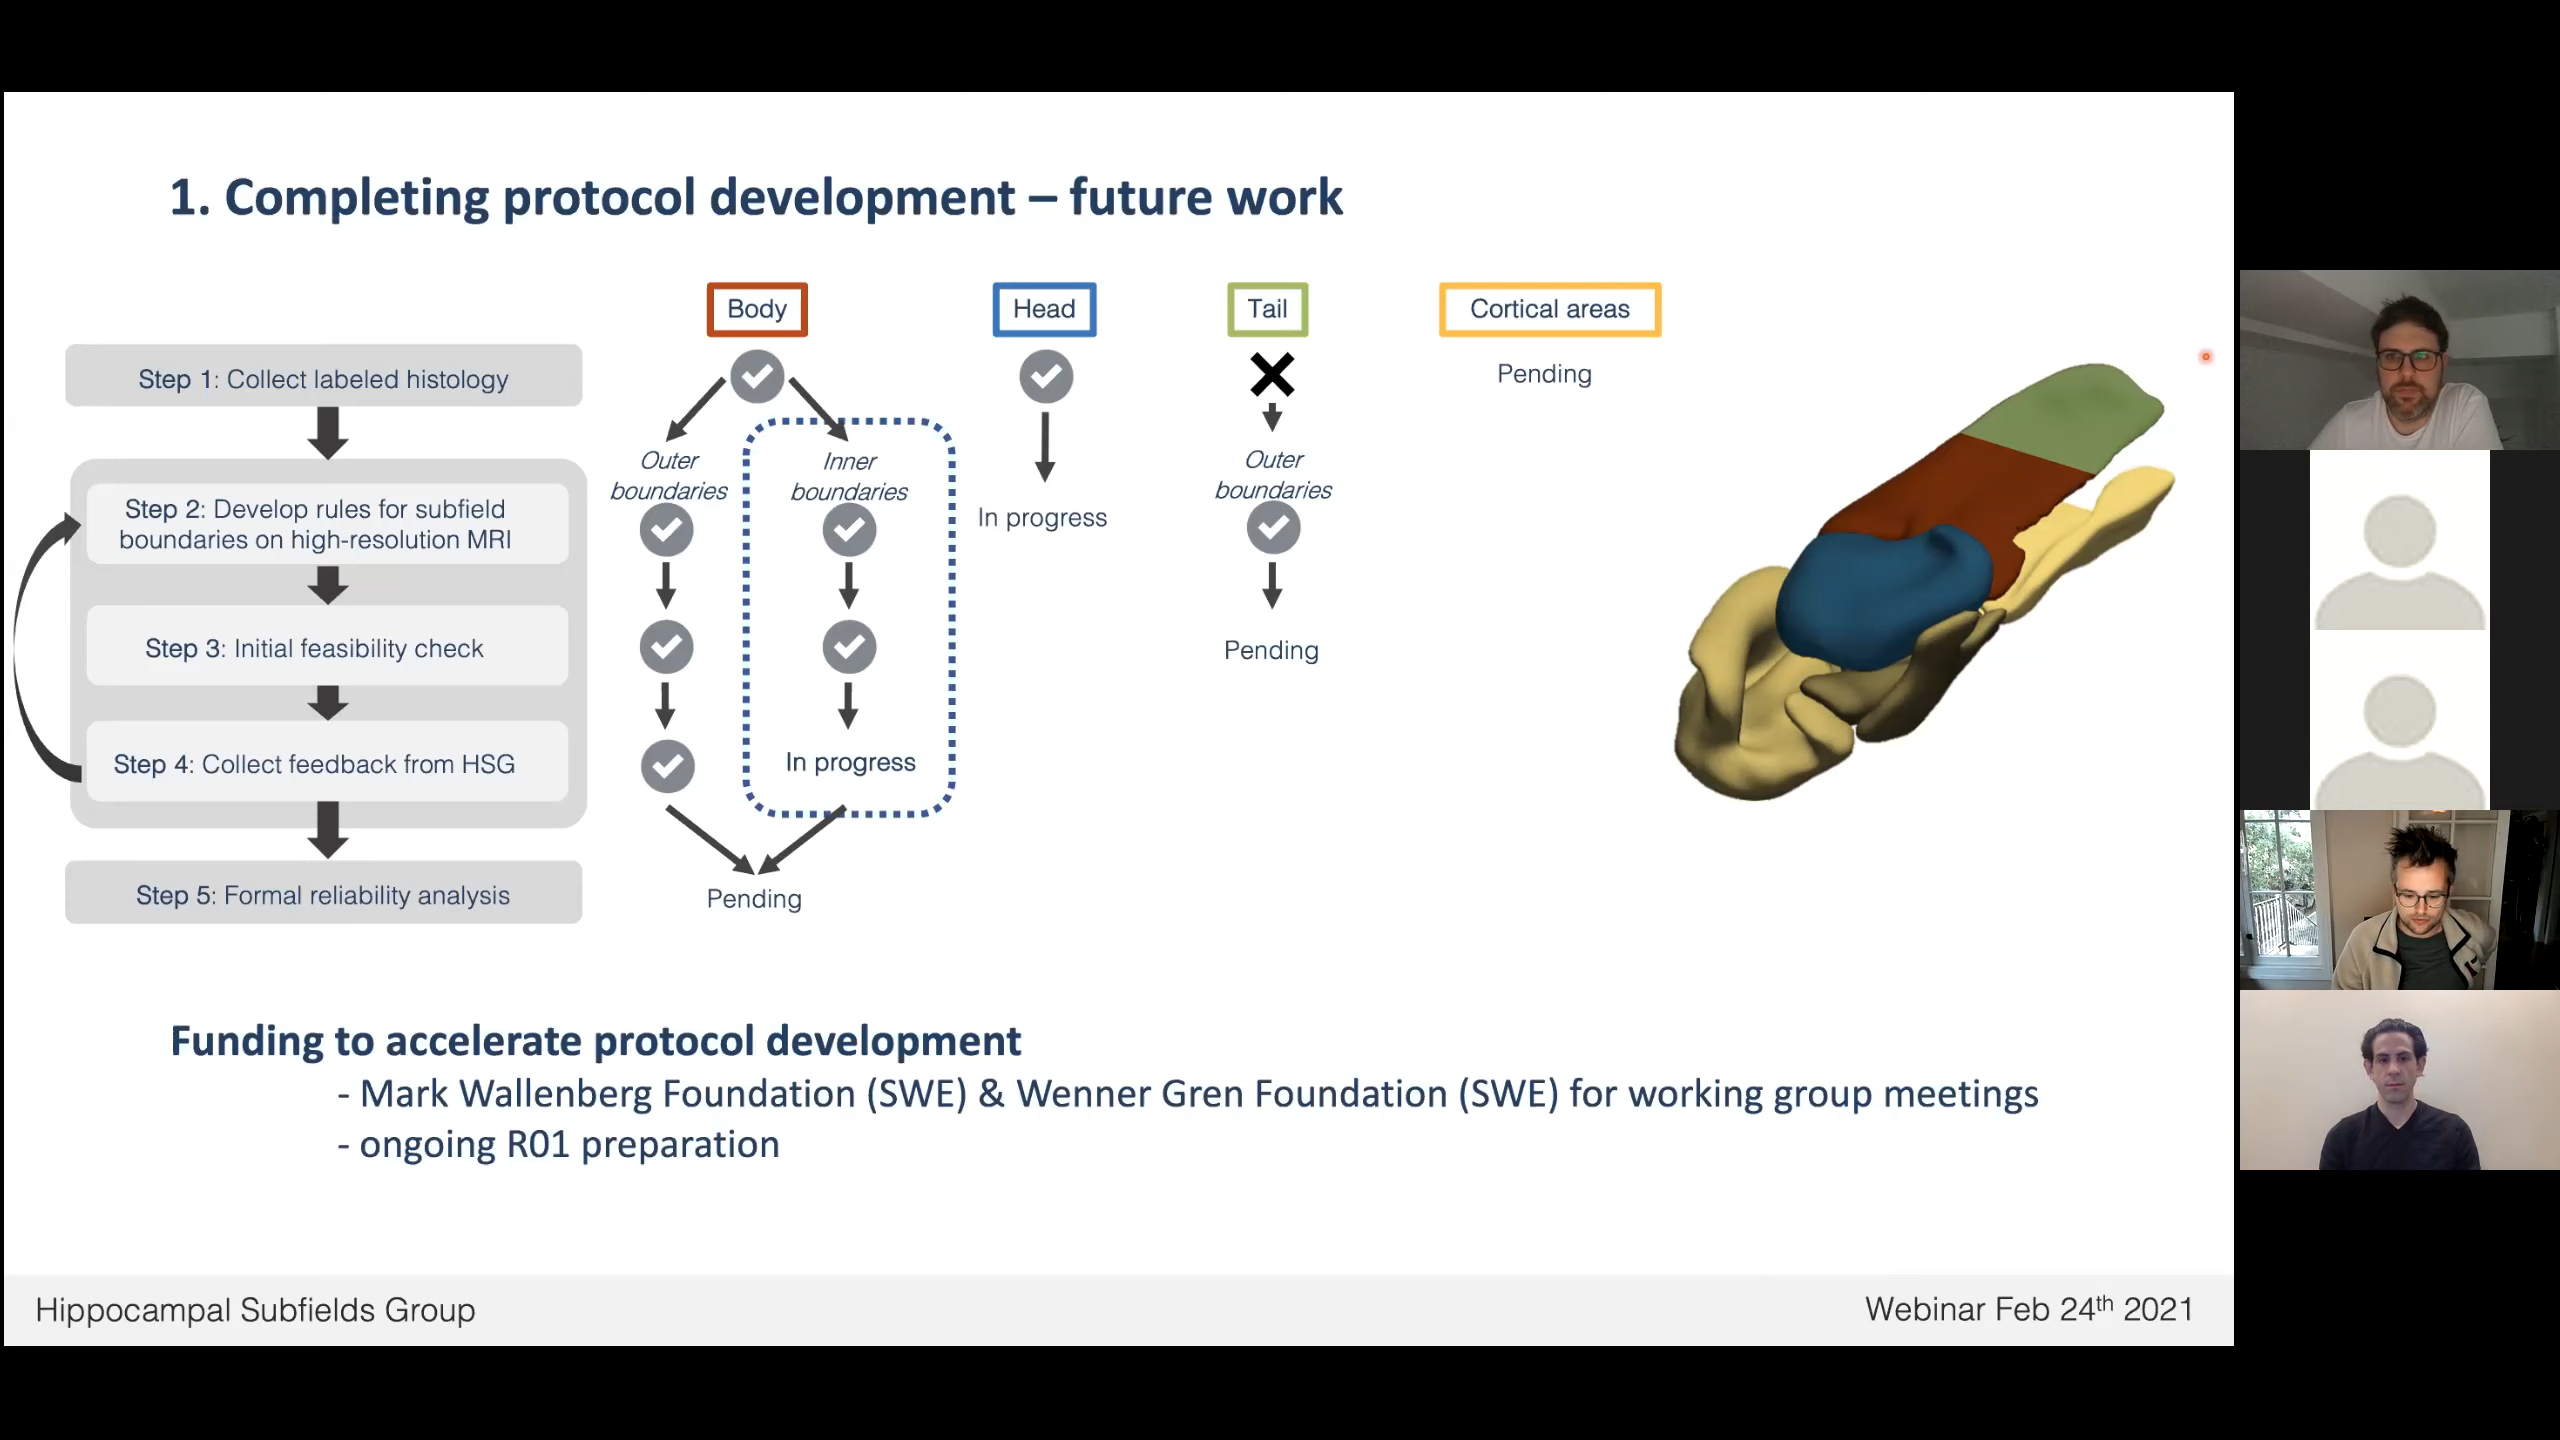 1. Completing protocol development – future work
Body
Head
Tail
Cortical areas
Step 1: Collect labeled histology
Pending
Outer
boundaries
Inner
boundaries
Outer
boundaries
Step 2: Develop rules for subfield
boundaries on high-resolution MRI
In progress
Step 3: Initial feasibility check
Pending
Step 4: Collect feedback from HSG
In progress
Step 5: Formal reliability analysis
Pending
Funding to accelerate protocol development
- Mark Wallenberg Foundation (SWE) & Wenner Gren Foundation (SWE) for working group meetings
- ongoing R01 preparation
Hippocampal Subfields Group
Webinar Feb 24th 2021